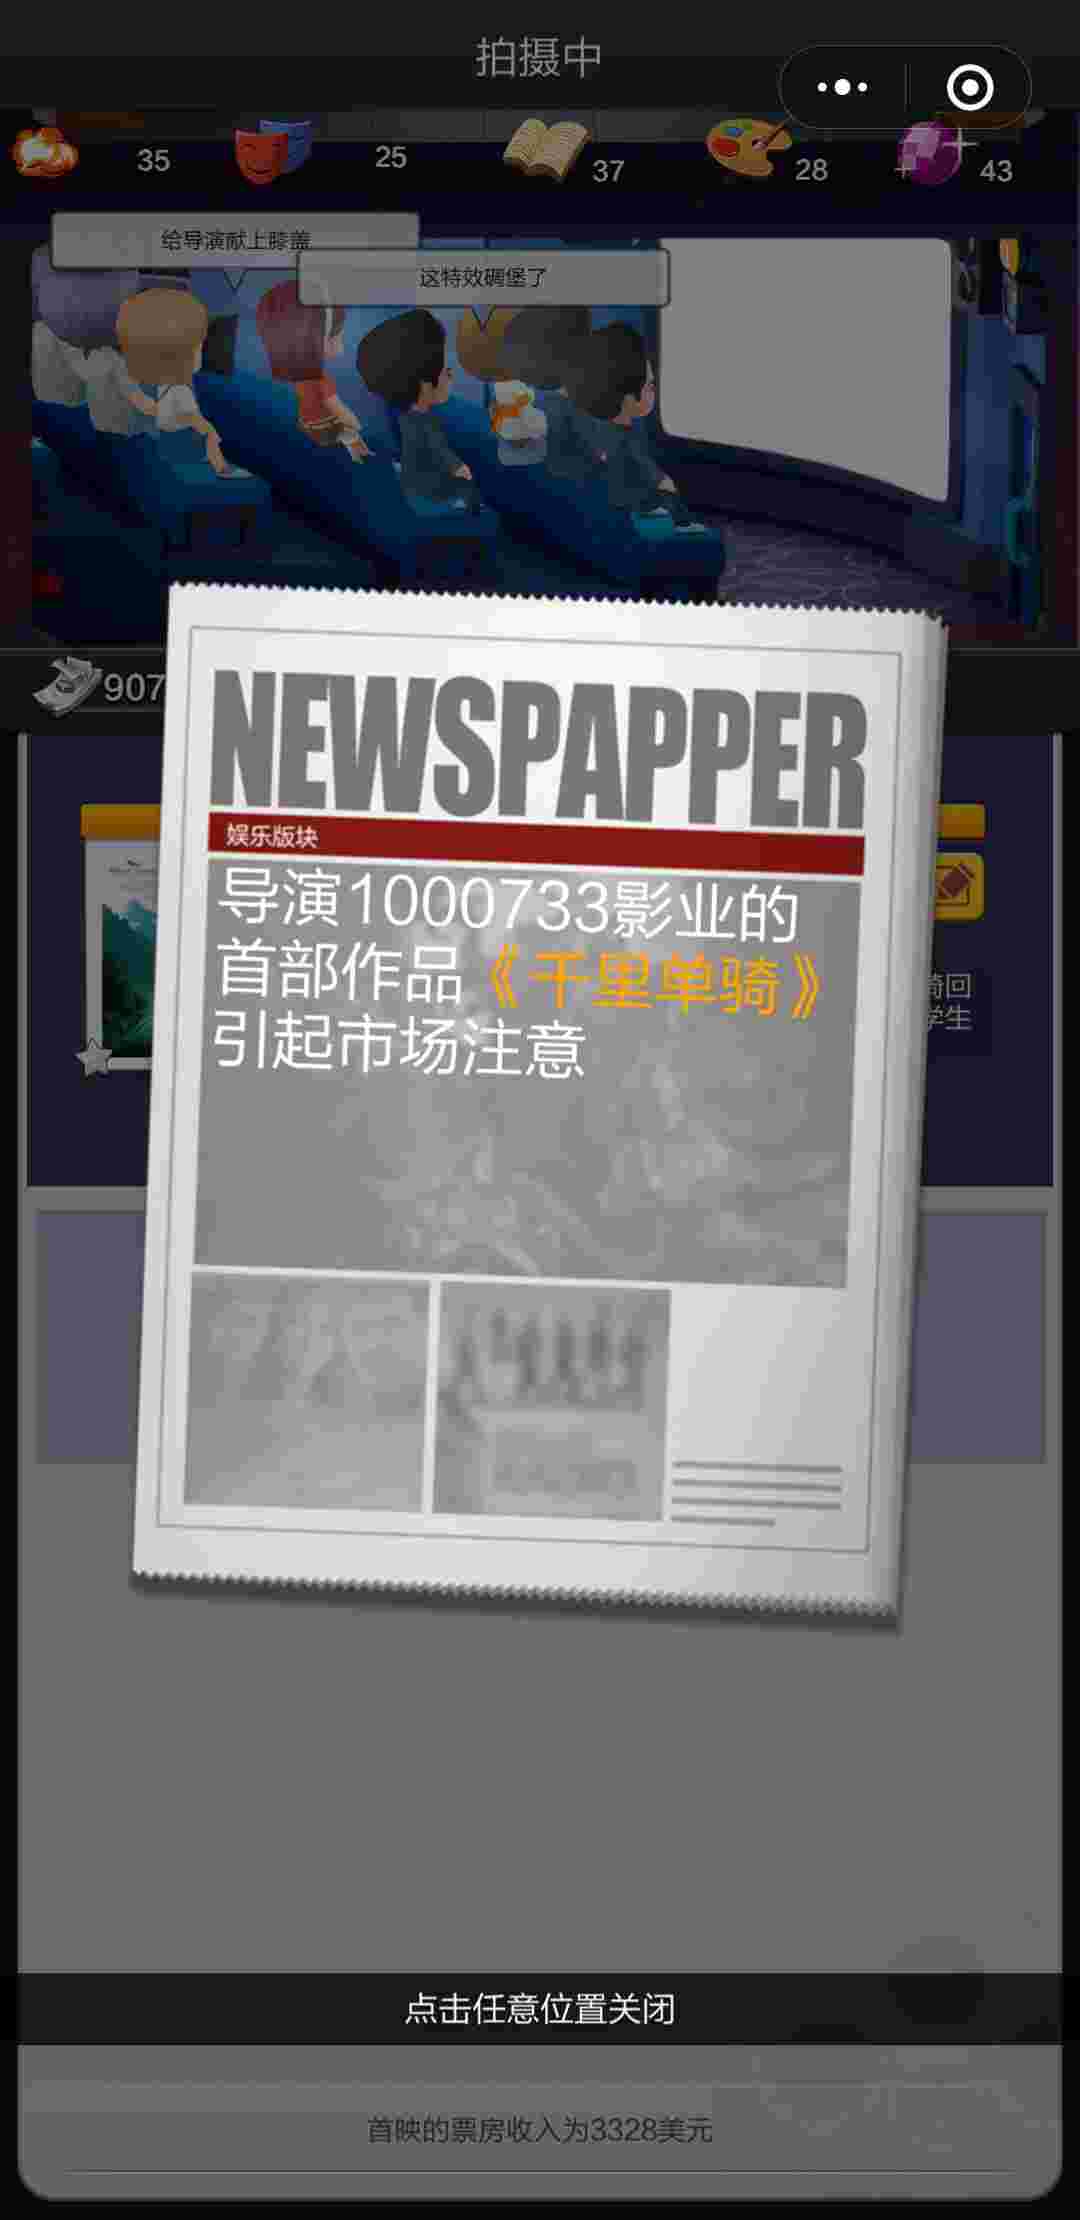 拍摄中
35
25
37
28
43
给导演献上膝盖
这特效碉堡了
907
NEWSPAPPER
娱乐版块
导演1000733影业的
首部作品《千里单骑》
引起市场注意
骑回
学生
点击任意位置关闭
首映的票房收入为3328美元